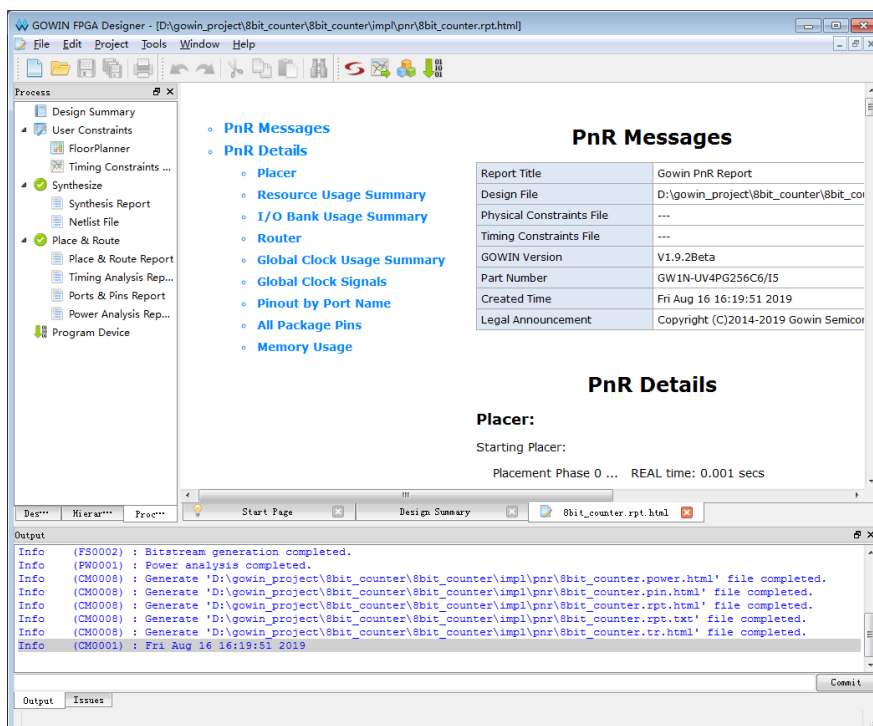 GOWIN FPGA Designer - [D:\gowin_project\8bit_counter\8bit_counter\impl\pnr\8bit_counter.rpt.html]
File Edit Project Tools Window Help
Process
Design Summary
User Constraints
FloorPlanner
Timing Constraints ...
Synthesize
Synthesis Report
Netlist File
Place & Route
Place & Route Report
Timing Analysis Rep...
Ports & Pins Report
Power Analysis Rep...
Program Device
Des... Hierar... Proc...
PnR Messages
PnR Details
Placer
Resource Usage Summary
I/O Bank Usage Summary
Router
Global Clock Usage Summary
Global Clock Signals
Pinout by Port Name
All Package Pins
Memory Usage
PnR Messages
Report Title Gowin PnR Report
Design File D:\gowin_project\8bit_counter\8bit_cou
Physical Constraints File ---
Timing Constraints File ---
GOWIN Version V1.9.2Beta
Part Number GW1N-UV4PG256C6/I5
Created Time Fri Aug 16 16:19:51 2019
Legal Announcement Copyright (C)2014-2019 Gowin Semicor
PnR Details
Placer:
Starting Placer:
Placement Phase 0 ... REAL time: 0.001 secs
Start Page Design Summary 8bit_counter.rpt.html
Output
Info (FS0002) : Bitstream generation completed.
Info (PW0001) : Power analysis completed.
Info (CM0008) : Generate 'D:\gowin_project\8bit_counter\8bit_counter\impl\pnr\8bit_counter.power.html' file completed.
Info (CM0008) : Generate 'D:\gowin_project\8bit_counter\8bit_counter\impl\pnr\8bit_counter.pin.html' file completed.
Info (CM0008) : Generate 'D:\gowin_project\8bit_counter\8bit_counter\impl\pnr\8bit_counter.rpt.html' file completed.
Info (CM0008) : Generate 'D:\gowin_project\8bit_counter\8bit_counter\impl\pnr\8bit_counter.rpt.txt' file completed.
Info (CM0008) : Generate 'D:\gowin_project\8bit_counter\8bit_counter\impl\pnr\8bit_counter.tr.html' file completed.
Info (CM0001) : Fri Aug 16 16:19:51 2019
Commit
Output Issues